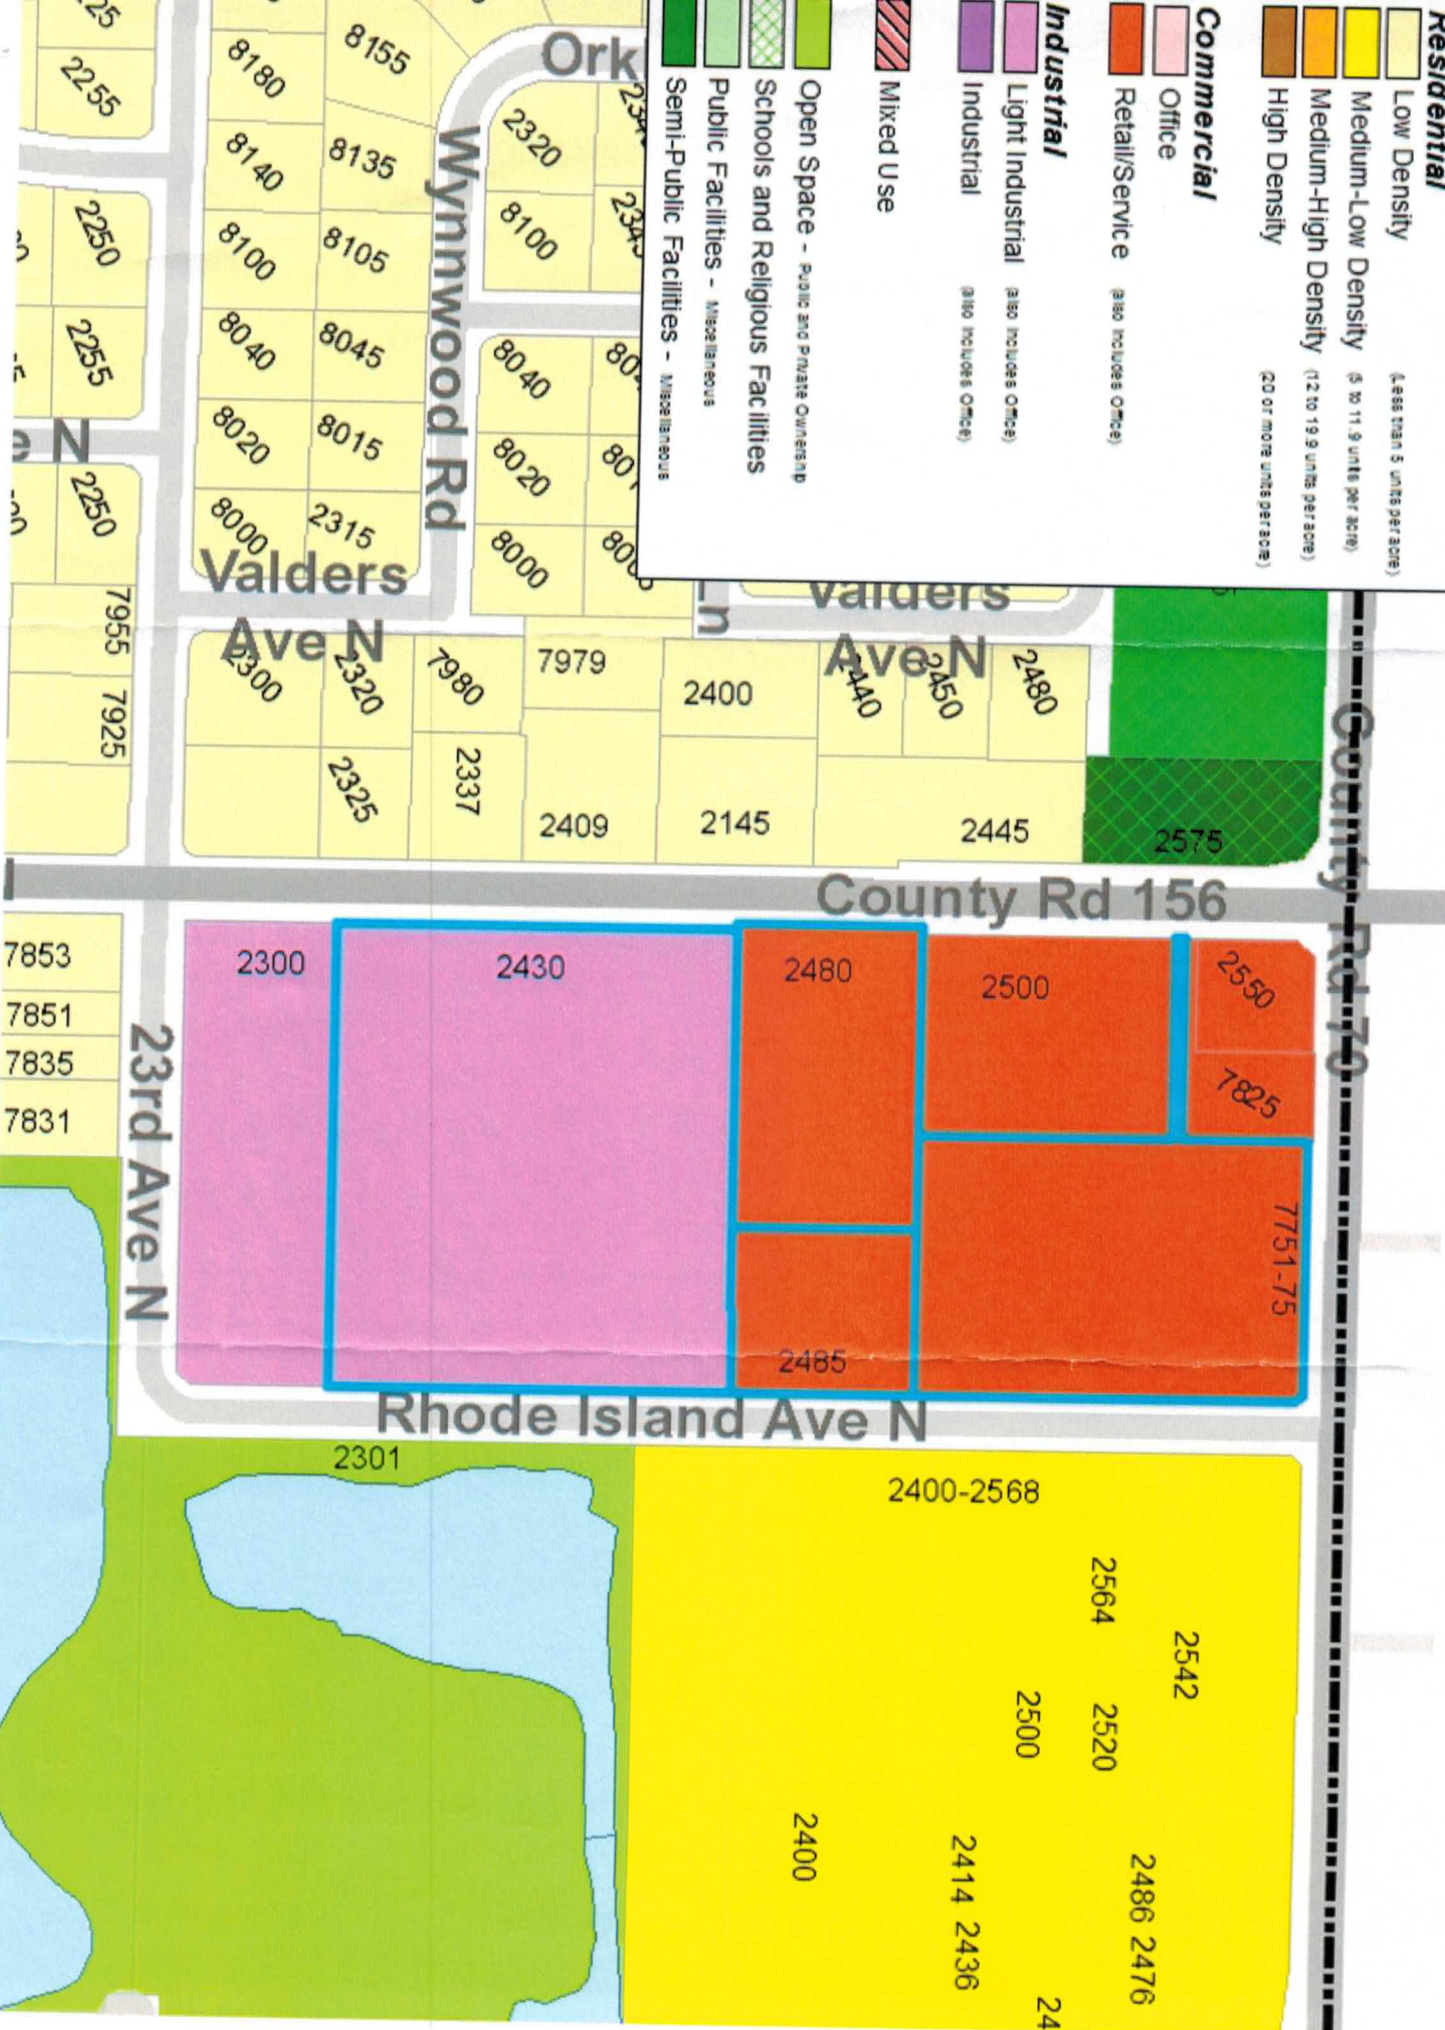 Residential
Low Density (Less than 5 units per acre)
Medium-Low Density (5 to 11.9 units per acre)
Medium-High Density (12 to 19.9 units per acre)
High Density (20 or more units per acre)
Commercial
Office
Retail/Service (also includes Office)
Industrial
Light Industrial (also includes Office)
Industrial (also includes Office)
Mixed Use
Open Space - Public and Private Ownership
Schools and Religious Facilities
Public Facilities - Miscellaneous
Semi-Public Facilities - Miscellaneous
2255
8180
8155
8140
8135
2320
8100
2250
8100
8105
2255
8040
8045
8040
8020
8015
8020
2250
8000
2315
8000
Wynnwood Rd
N
Valders
Ave N
Valders
Ave N
Ln
7955
7925
2300
2320
7980
7979
2400
2440
2450
2480
2325
2337
2409
2145
2445
2575
County Rd 156
County Rd 70
7853
7851
7835
7831
23rd Ave N
2300
2430
2480
2500
2550
7825
7751-75
2485
Rhode Island Ave N
2301
2400-2568
2564
2542
2500
2520
2400
2414 2436
2486 2476